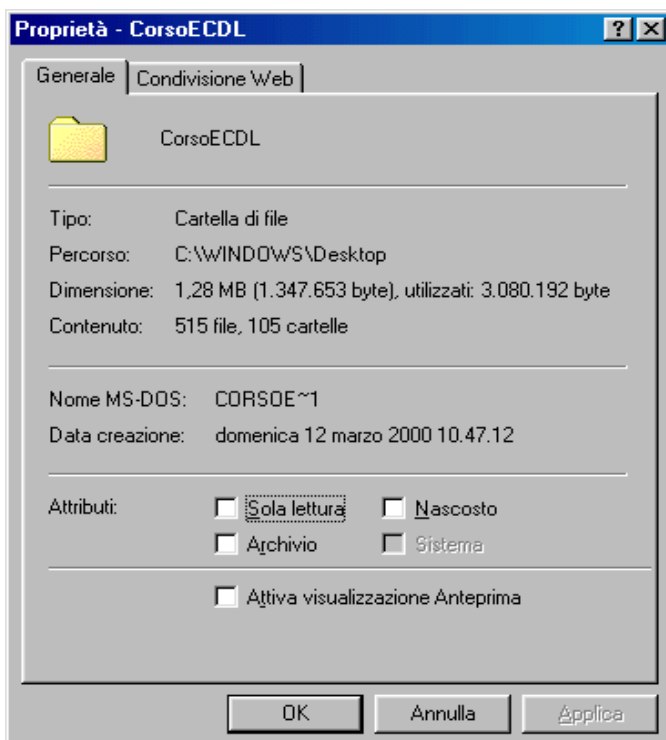 Proprietà - CorsoECDL
Generale
Condivisione Web
CorsoECDL
Tipo: Cartella di file
Percorso: C:\WINDOWS\Desktop
Dimensione: 1,28 MB (1.347.653 byte), utilizzati: 3.080.192 byte
Contenuto: 515 file, 105 cartelle
Nome MS-DOS: CORSOE~1
Data creazione: domenica 12 marzo 2000 10.47.12
Attributi: Sola lettura Nascosto
Archivio Sistema
Attiva visualizzazione Anteprima
OK Annulla Applica